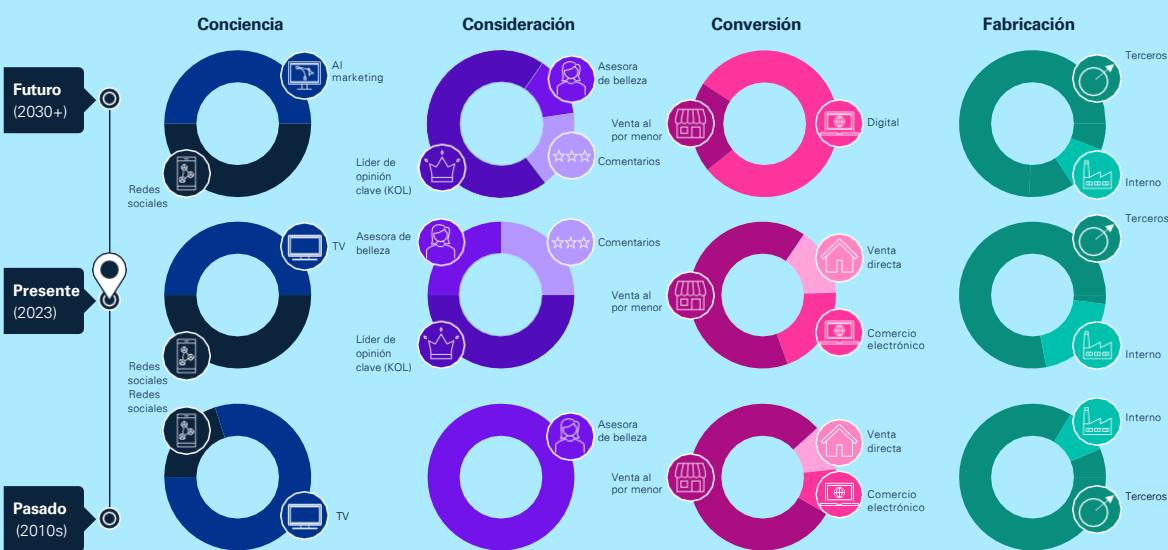 Conciencia
Consideración
Conversión
Fabricación
Futuro
(2030+)
AI
marketing
Redes
sociales
Asesora
de belleza
Comentarios
Líder de
opinión
clave (KOL)
Venta al
por menor
Digital
Terceros
Interno
Presente
(2023)
TV
Redes
sociales
Asesora de
belleza
Comentarios
Líder de
opinión
clave (KOL)
Venta al
por menor
Venta
directa
Comercio
electrónico
Terceros
Interno
Pasado
(2010s)
Redes
sociales
TV
Asesora
de belleza
Venta al
por menor
Venta
directa
Comercio
electrónico
Interno
Terceros